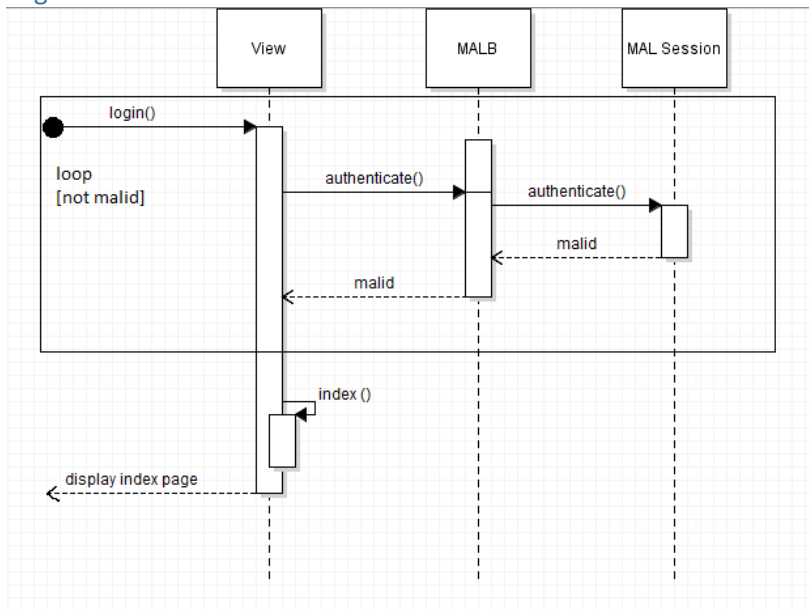 View
MALB
MAL Session
login()
loop
[not malid]
authenticate()
authenticate()
malid
malid
index ()
display index page